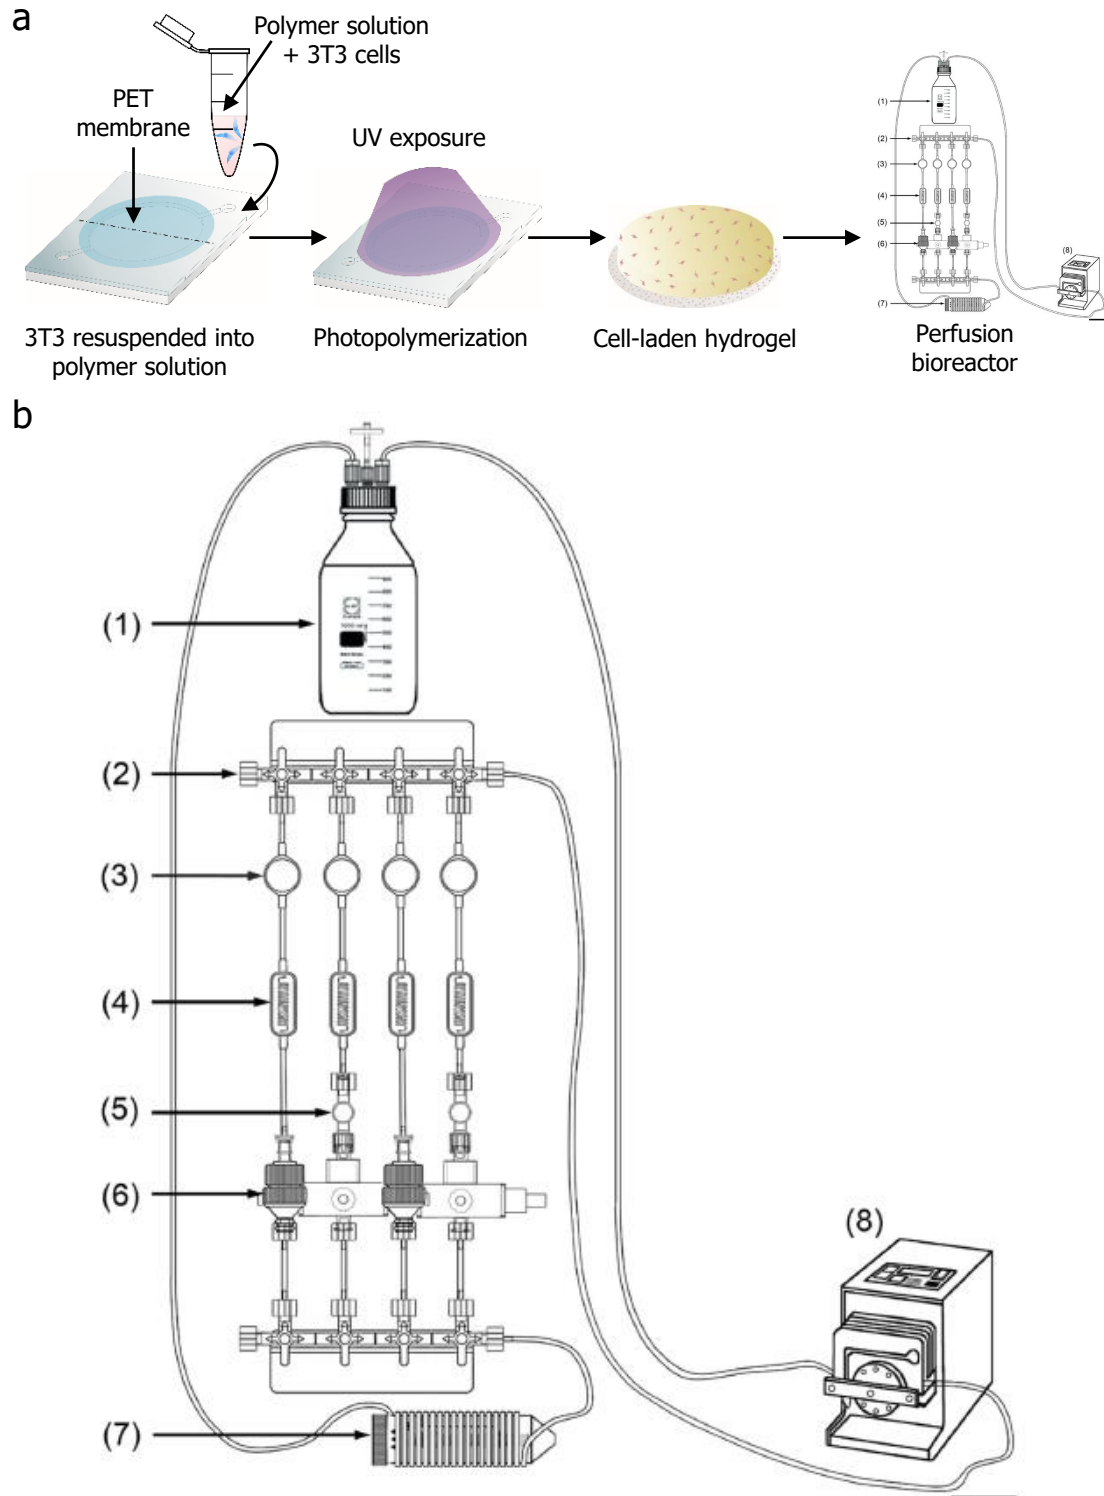 a
Polymer solution
+ 3T3 cells
PET
membrane
UV exposure
(1)
(2)
(3)
(4)
(5)
(6)
(7)
(8)
3T3 resuspended into
polymer solution
Photopolymerization
Cell-laden hydrogel
Perfusion
bioreactor
b
(1)
(2)
(3)
(4)
(5)
(6)
(7)
(8)